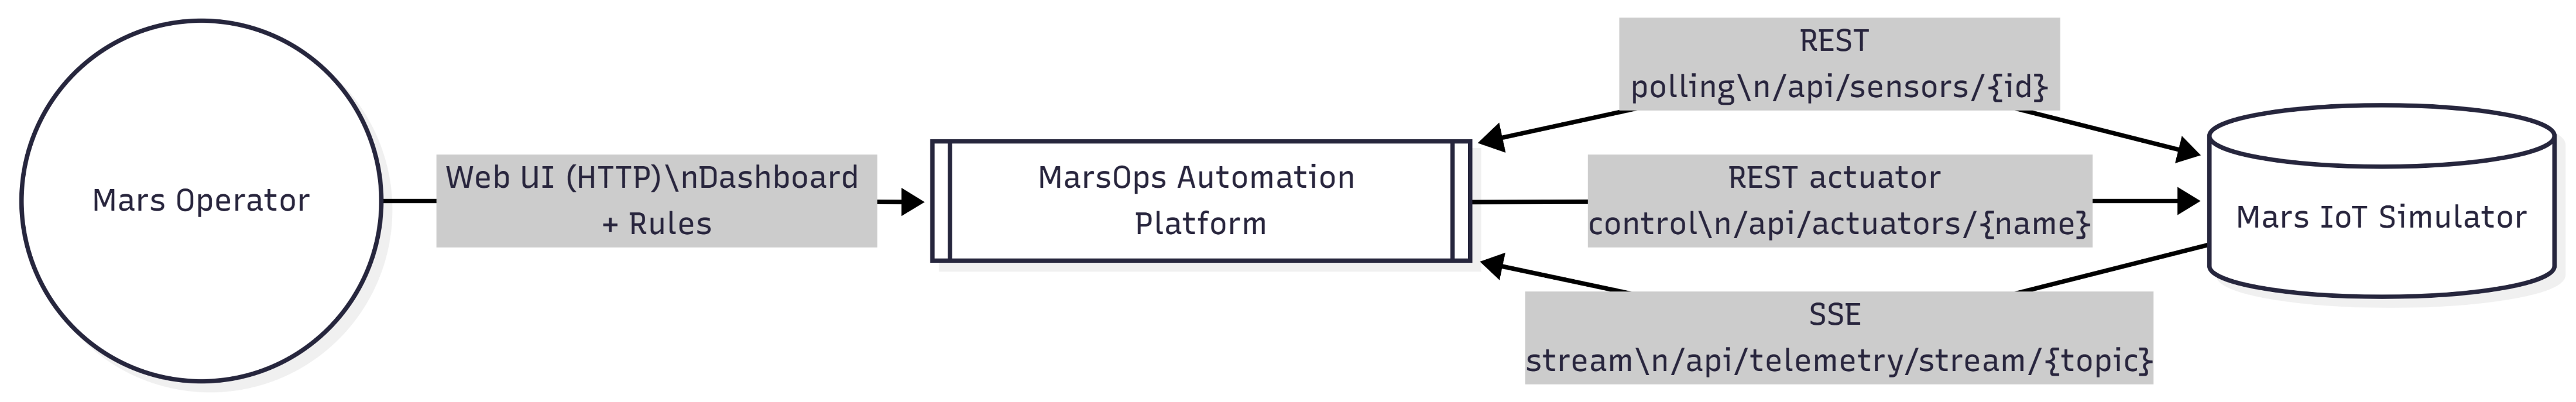 Mars Operator
Web UI (HTTP)\nDashboard
+ Rules
MarsOps Automation
Platform
REST
polling\n/api/sensors/{id}
REST actuator
control\n/api/actuators/{name}
SSE
stream\n/api/telemetry/stream/{topic}
Mars IoT Simulator